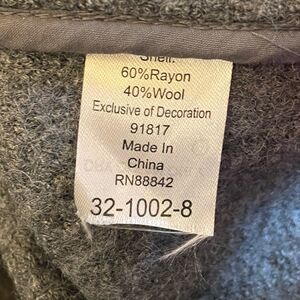 Shell:
60%Rayon
40%Wool
Exclusive of Decoration
91817
Made In
China
RN88842
32-1002-8